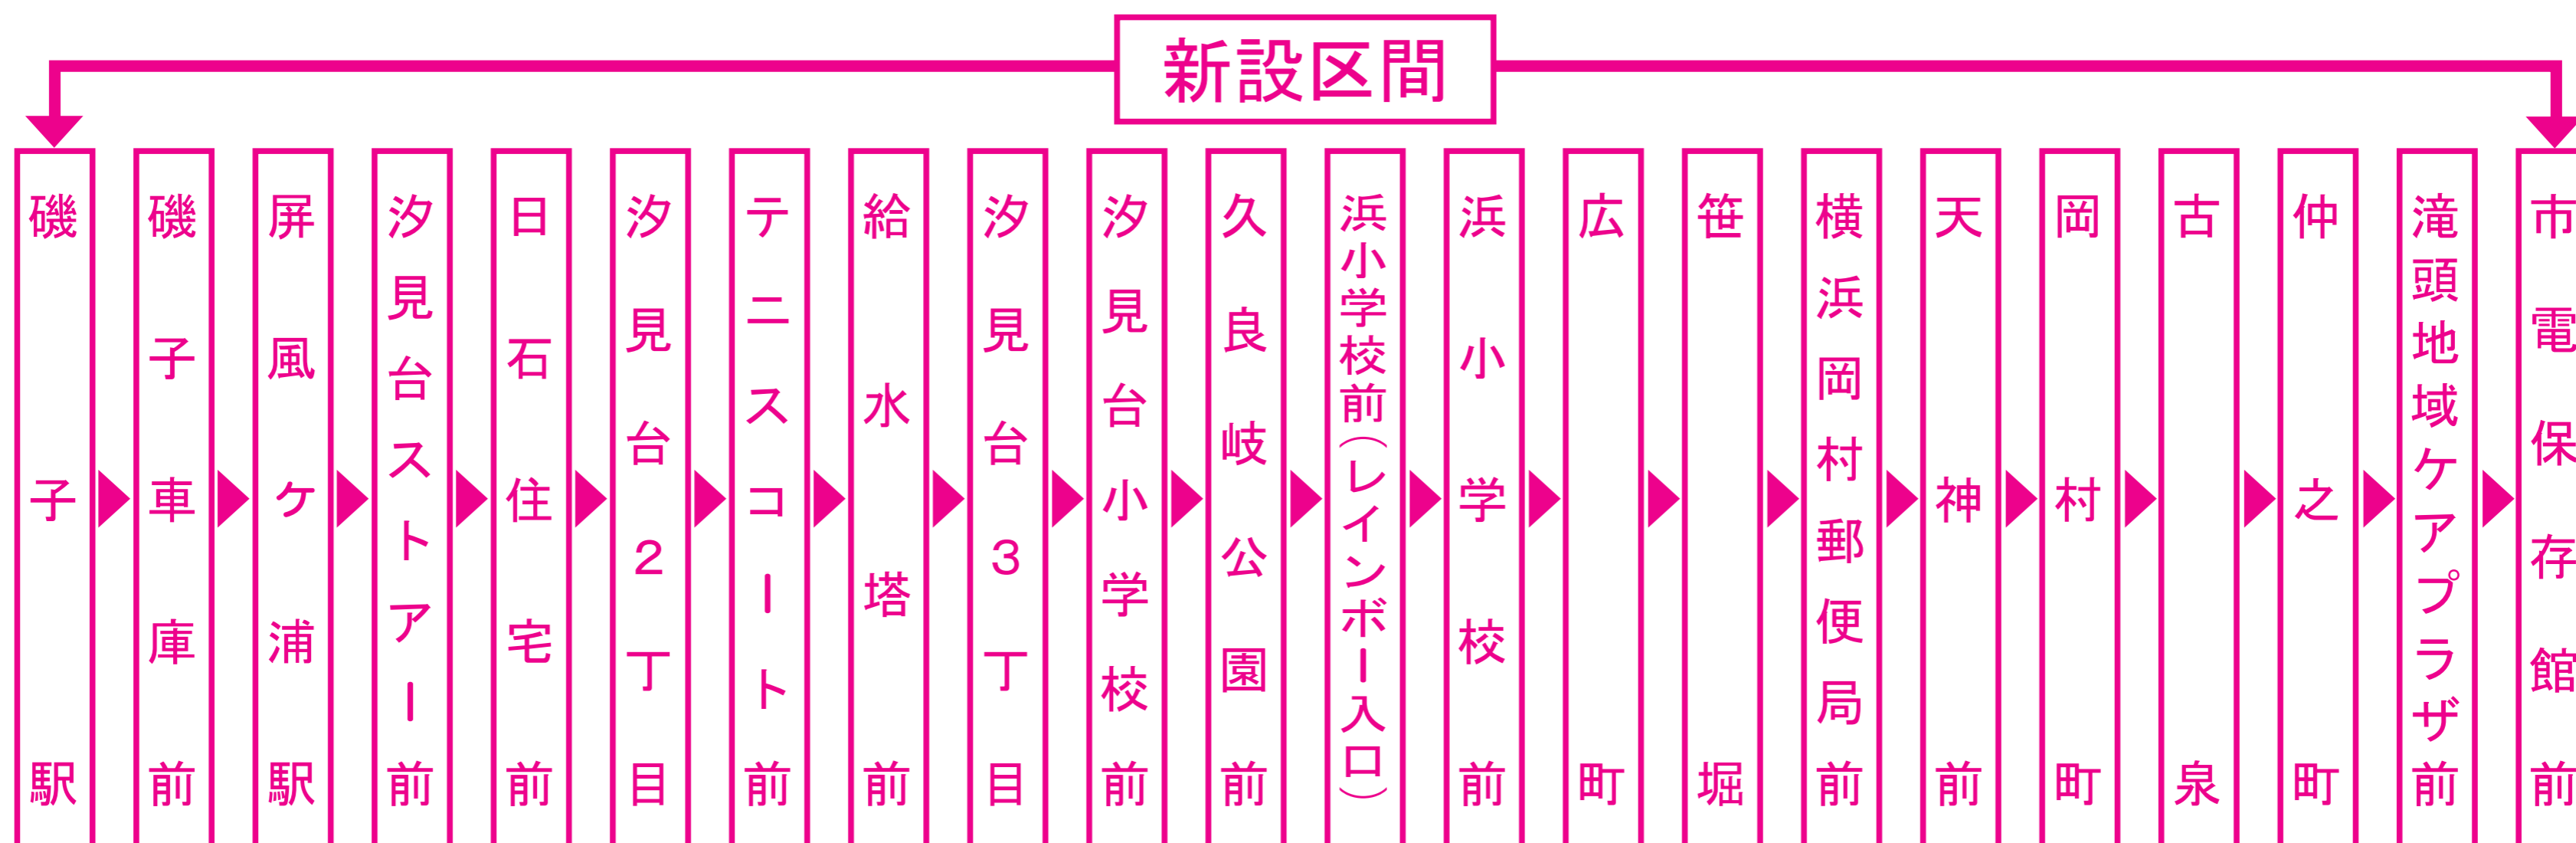 新設区間
磯子駅
磯子車庫前
屏風ケ浦駅
汐見台ストアー前
日石住宅前
汐見台２丁目
テニスコート前
給水塔前
汐見台３丁目
汐見台小学校前
久良岐公園前
浜小学校前（レインボー入口）
浜小学校前
広町
笹堀
横浜岡村郵便局前
天神前
岡村町
古泉
仲之町
滝頭地域ケアプラザ前
市電保存館前